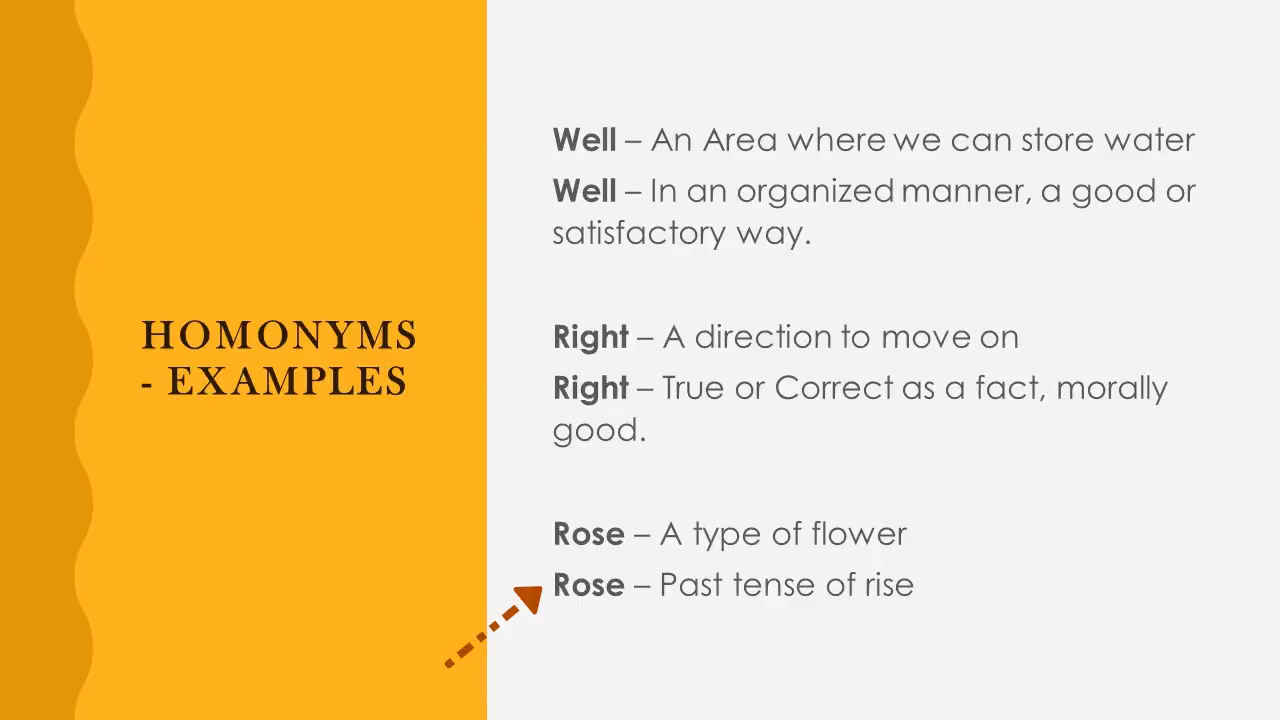 HOMONYMS
- EXAMPLES
Well – An Area where we can store water
Well – In an organized manner, a good or
satisfactory way.
Right – A direction to move on
Right – True or Correct as a fact, morally
good.
Rose – A type of flower
Rose – Past tense of rise